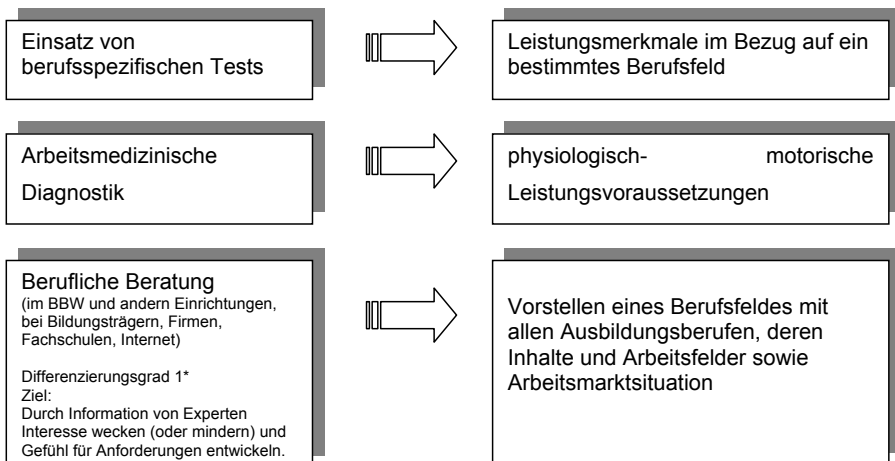 Einsatz von
berufsspezifischen Tests
Leistungsmerkmale im Bezug auf ein
bestimmtes Berufsfeld
Arbeitsmedizinische
Diagnostik
physiologisch- motorische
Leistungsvoraussetzungen
Berufliche Beratung
(im BBW und andern Einrichtungen,
bei Bildungsträgern, Firmen,
Fachschulen, Internet)
Differenzierungsgrad 1*
Ziel:
Durch Information von Experten
Interesse wecken (oder mindern) und
Gefühl für Anforderungen entwickeln.
Vorstellen eines Berufsfeldes mit
allen Ausbildungsberufen, deren
Inhalte und Arbeitsfelder sowie
Arbeitsmarktsituation